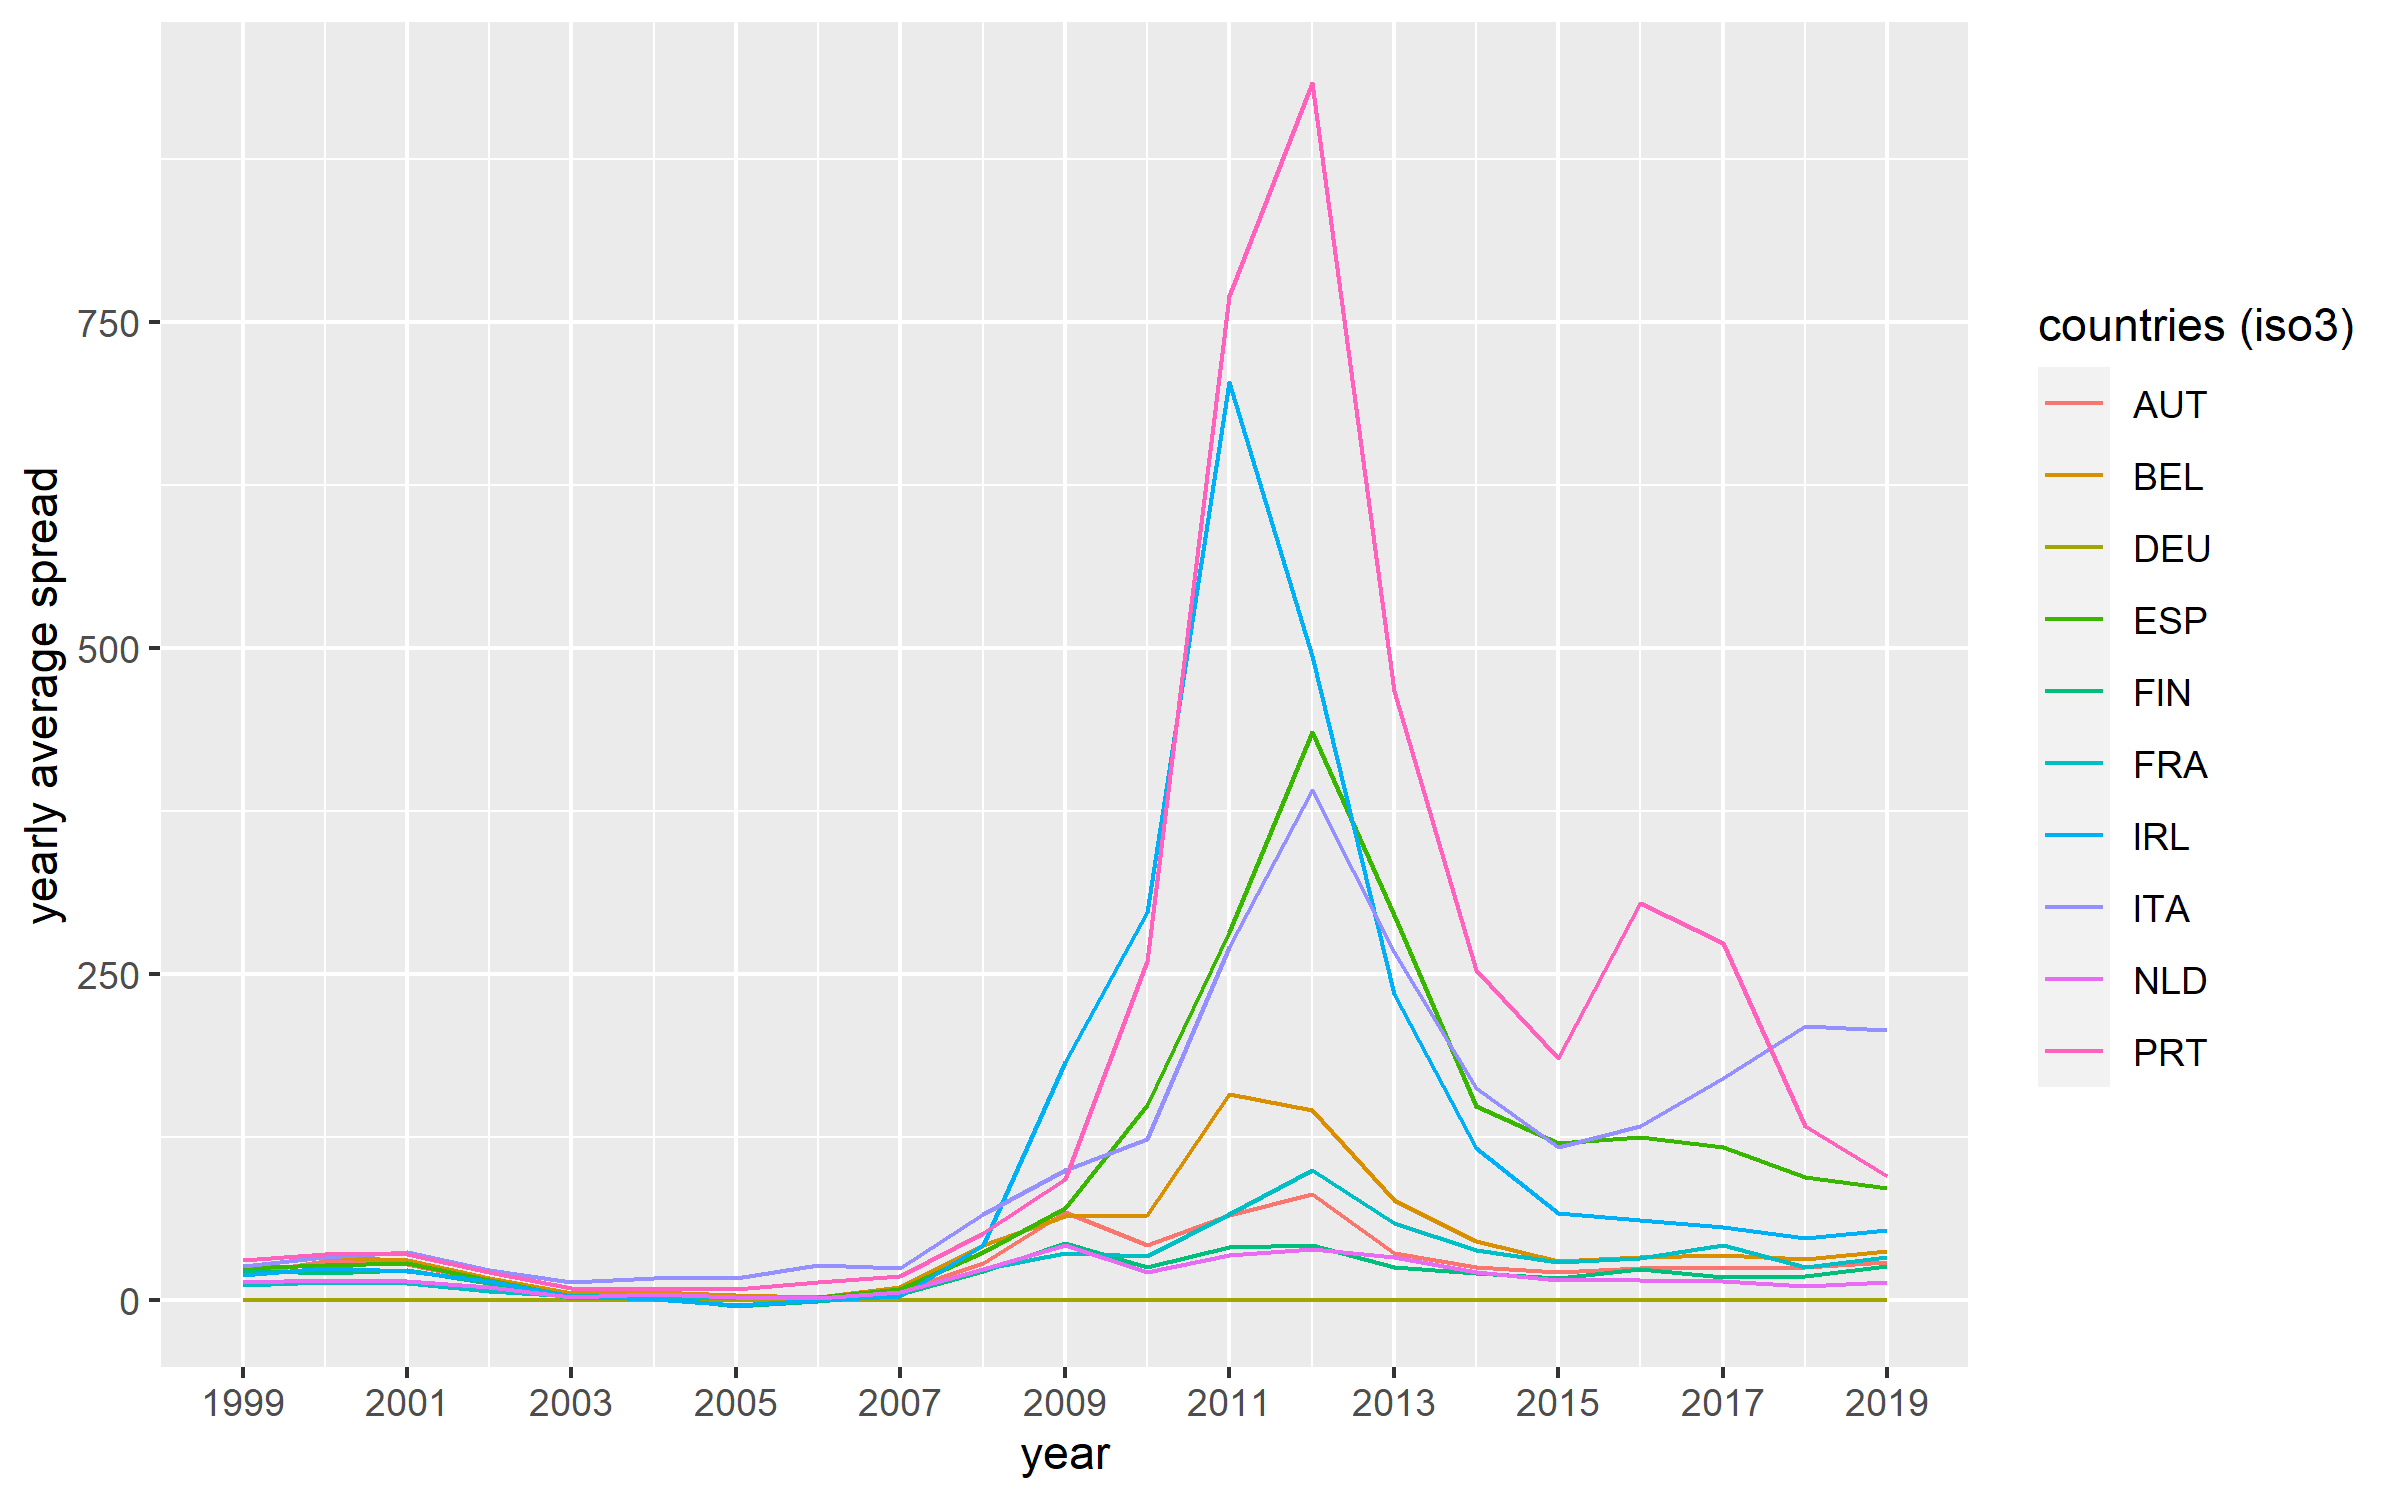 yearly average spread
750
500
250
0
1999 2001 2003 2005 2007 2009 2011 2013 2015 2017 2019
year
countries (iso3)
AUT
BEL
DEU
ESP
FIN
FRA
IRL
ITA
NLD
PRT